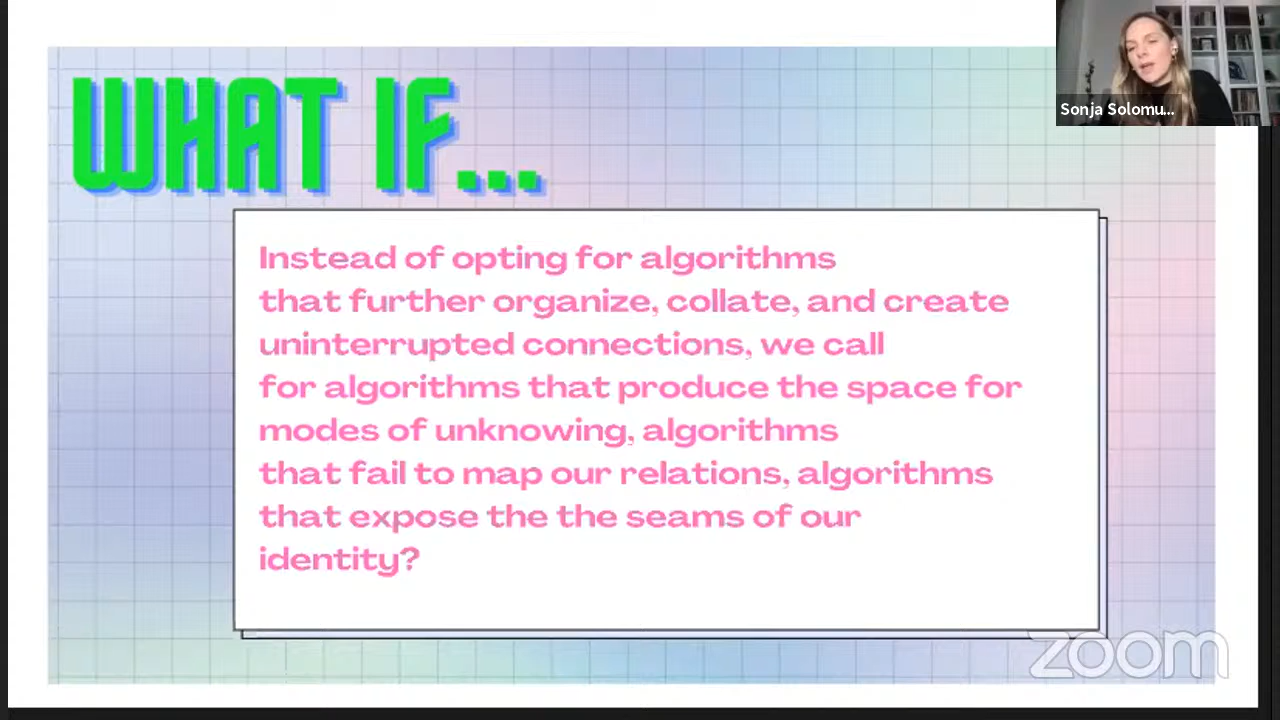 WHAT IF...
Sonja Solomu...
Instead of opting for algorithms
that further organize, collate, and create
uninterrupted connections, we call
for algorithms that produce the space for
modes of unknowing, algorithms
that fail to map our relations, algorithms
that expose the the seams of our
identity?
zoom